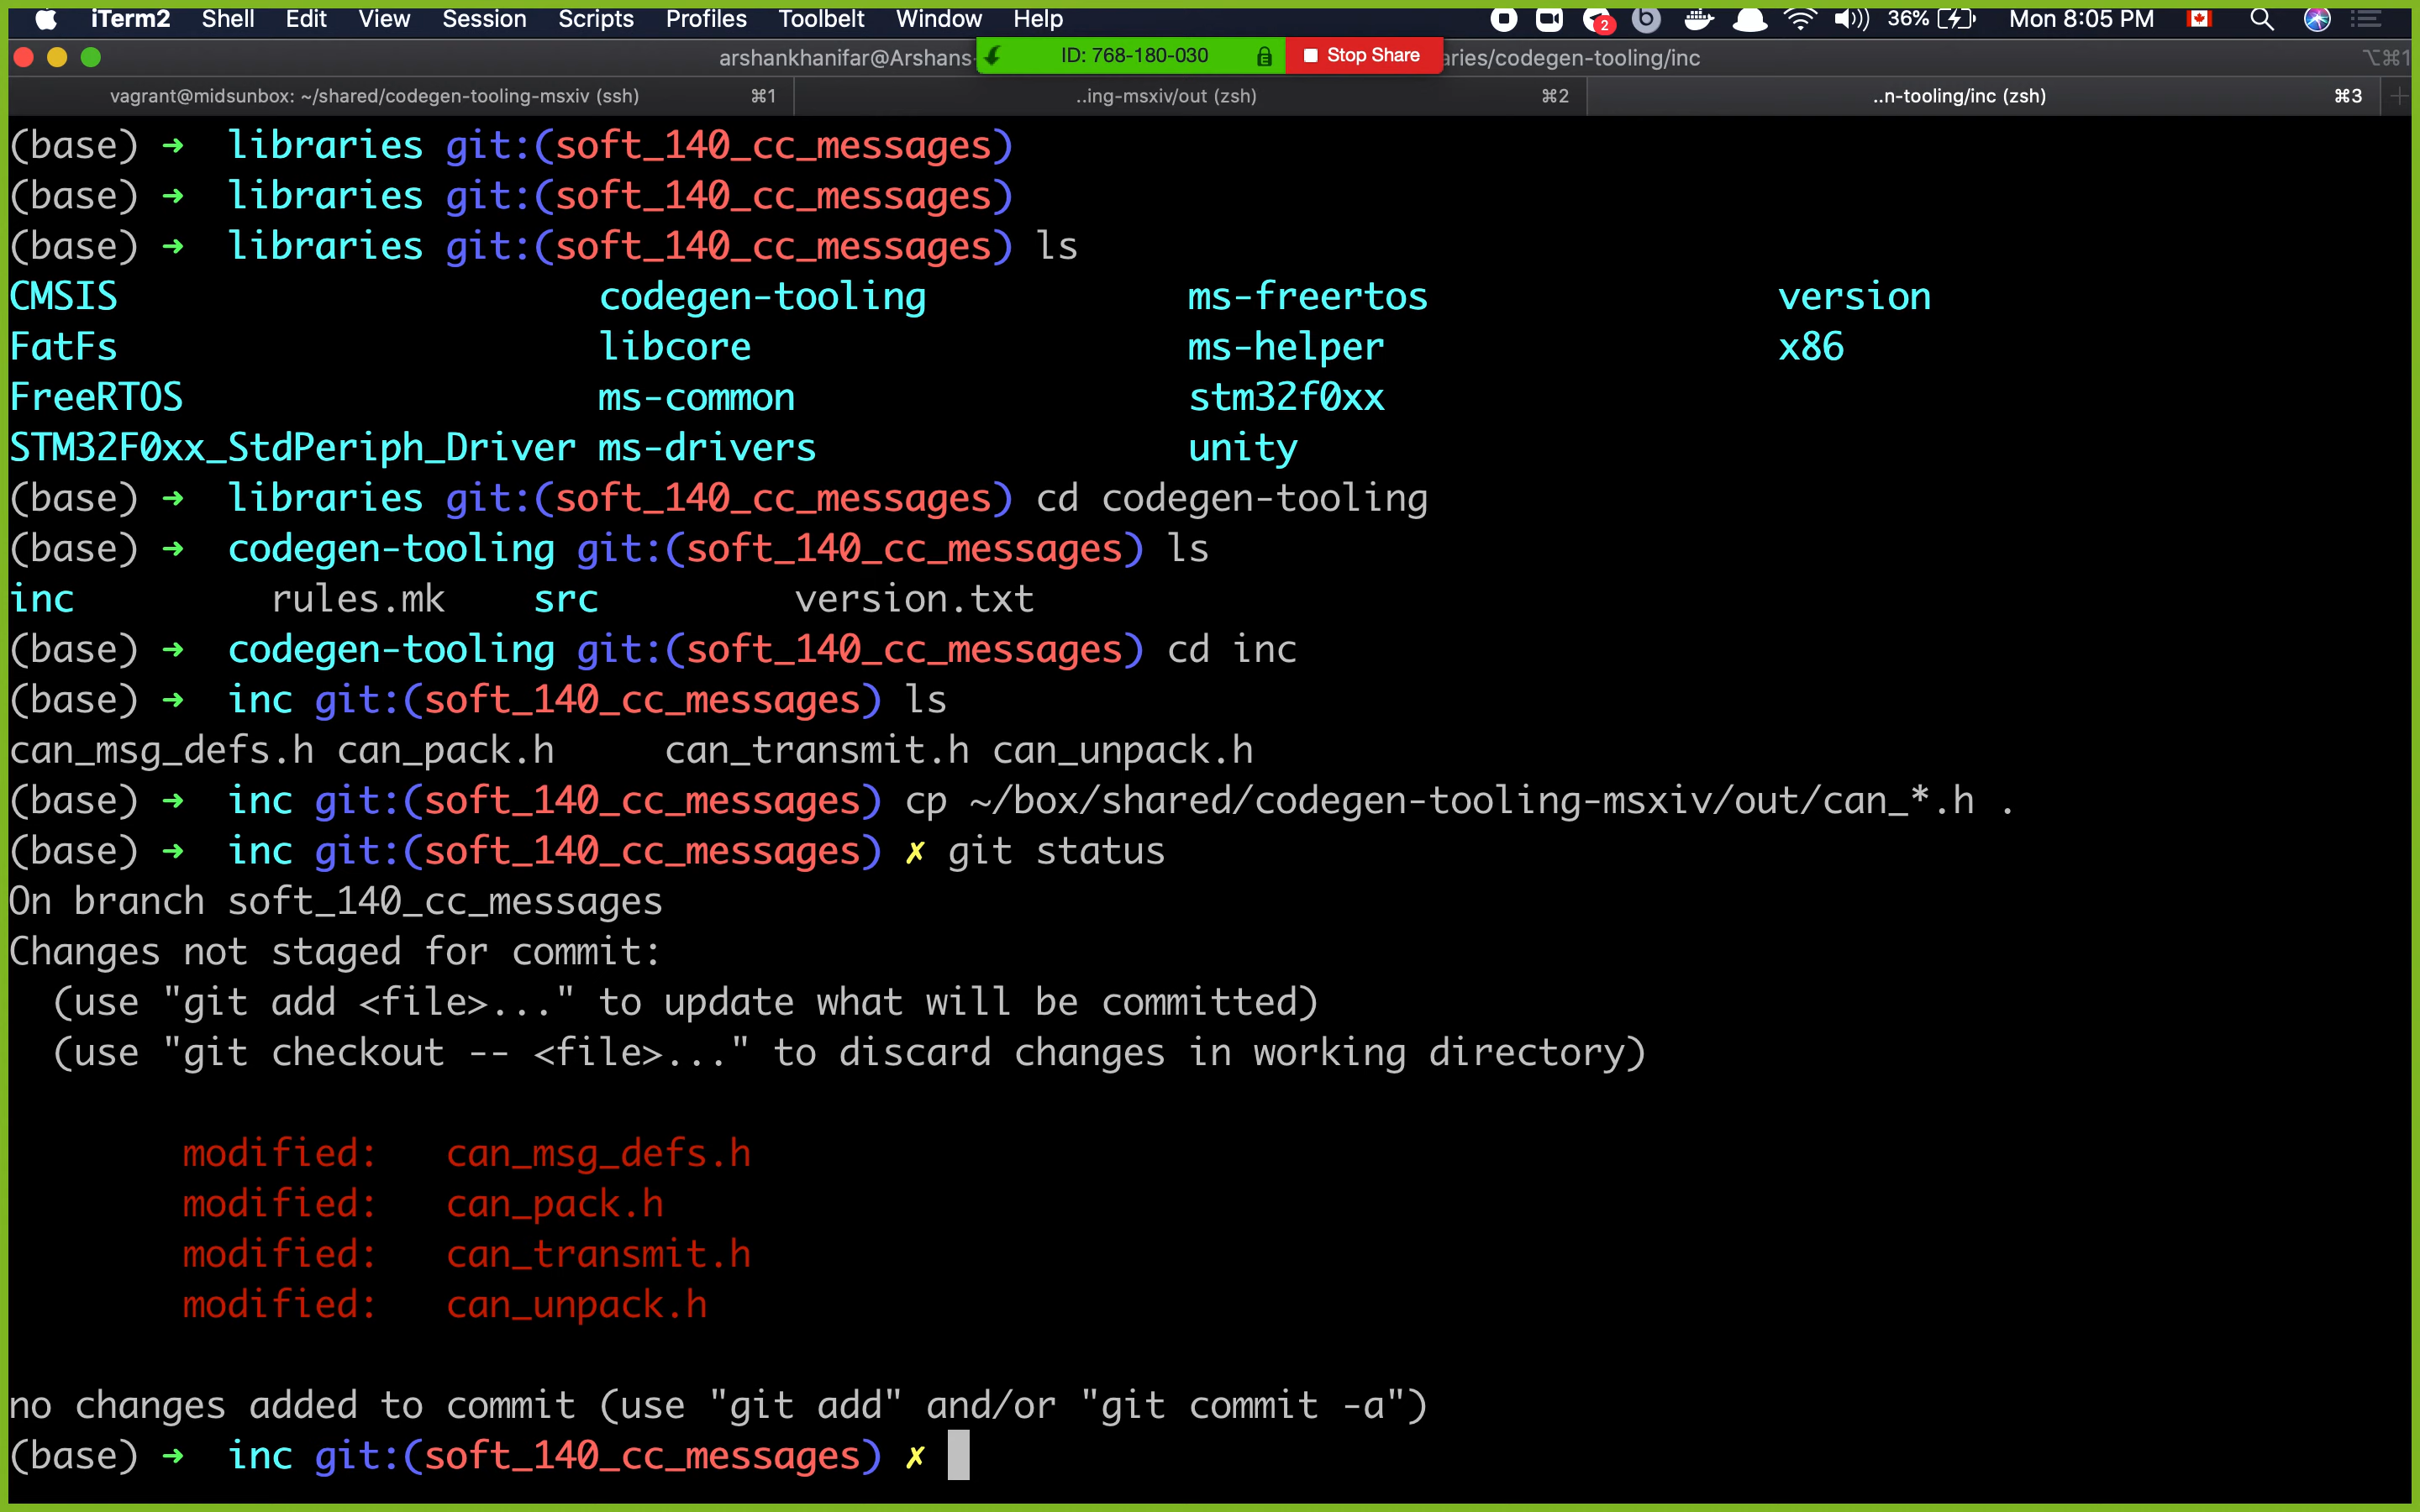 iTerm2 Shell Edit View Session Scripts Profiles Toolbelt Window Help 2 b 36% Mon 8:05 PM
arshankhanifar@Arshans- ID: 768-180-030 Stop Share aries/codegen-tooling/inc ⌥⌘1
vagrant@midsunbox: ~/shared/codegen-tooling-msxiv (ssh) ⌘1 ..ing-msxiv/out (zsh) ⌘2 ..n-tooling/inc (zsh) ⌘3 +
(base) ➜ libraries git:(soft_140_cc_messages)
(base) ➜ libraries git:(soft_140_cc_messages)
(base) ➜ libraries git:(soft_140_cc_messages) ls
CMSIS codegen-tooling ms-freertos version
FatFs libcore ms-helper x86
FreeRTOS ms-common stm32f0xx
STM32F0xx_StdPeriph_Driver ms-drivers unity
(base) ➜ libraries git:(soft_140_cc_messages) cd codegen-tooling
(base) ➜ codegen-tooling git:(soft_140_cc_messages) ls
inc rules.mk src version.txt
(base) ➜ codegen-tooling git:(soft_140_cc_messages) cd inc
(base) ➜ inc git:(soft_140_cc_messages) ls
can_msg_defs.h can_pack.h can_transmit.h can_unpack.h
(base) ➜ inc git:(soft_140_cc_messages) cp ~/box/shared/codegen-tooling-msxiv/out/can_*.h .
(base) ➜ inc git:(soft_140_cc_messages) ✗ git status
On branch soft_140_cc_messages
Changes not staged for commit:
(use "git add <file>..." to update what will be committed)
(use "git checkout -- <file>..." to discard changes in working directory)
modified: can_msg_defs.h
modified: can_pack.h
modified: can_transmit.h
modified: can_unpack.h
no changes added to commit (use "git add" and/or "git commit -a")
(base) ➜ inc git:(soft_140_cc_messages) ✗